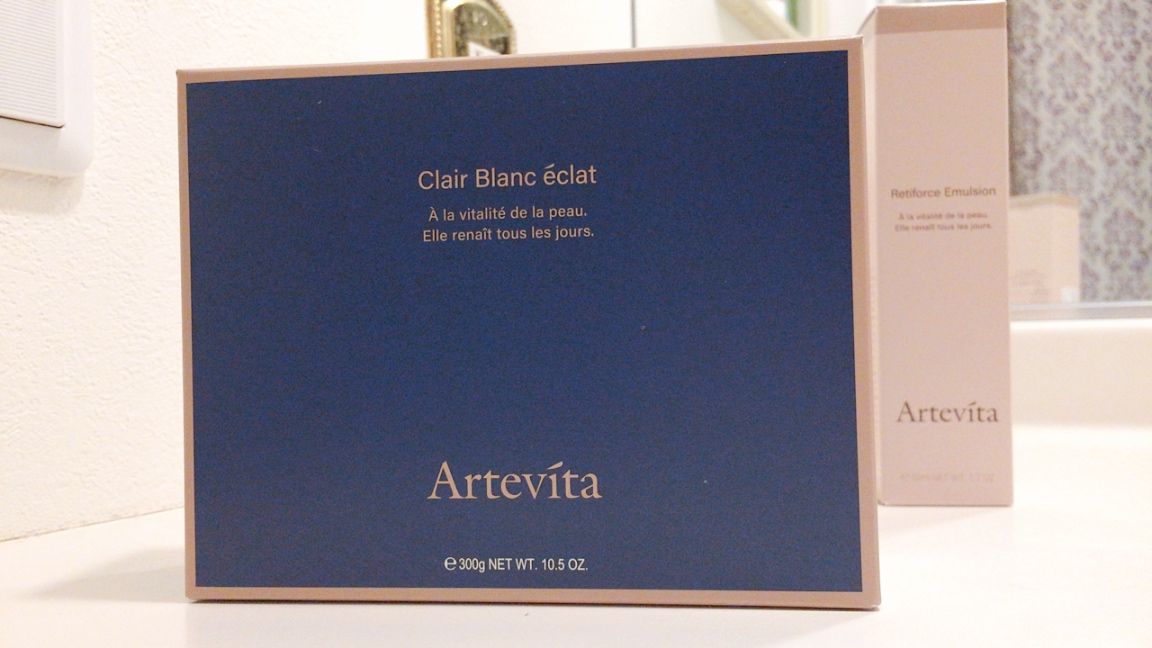 Clair Blanc éclat
À la vitalité de la peau.
Elle renaît tous les jours.
Artevíta
℮300g NET WT. 10.5 OZ.
Retiforce Emulsion
À la vitalité de la peau.
Elle renaît tous les jours.
Artevíta